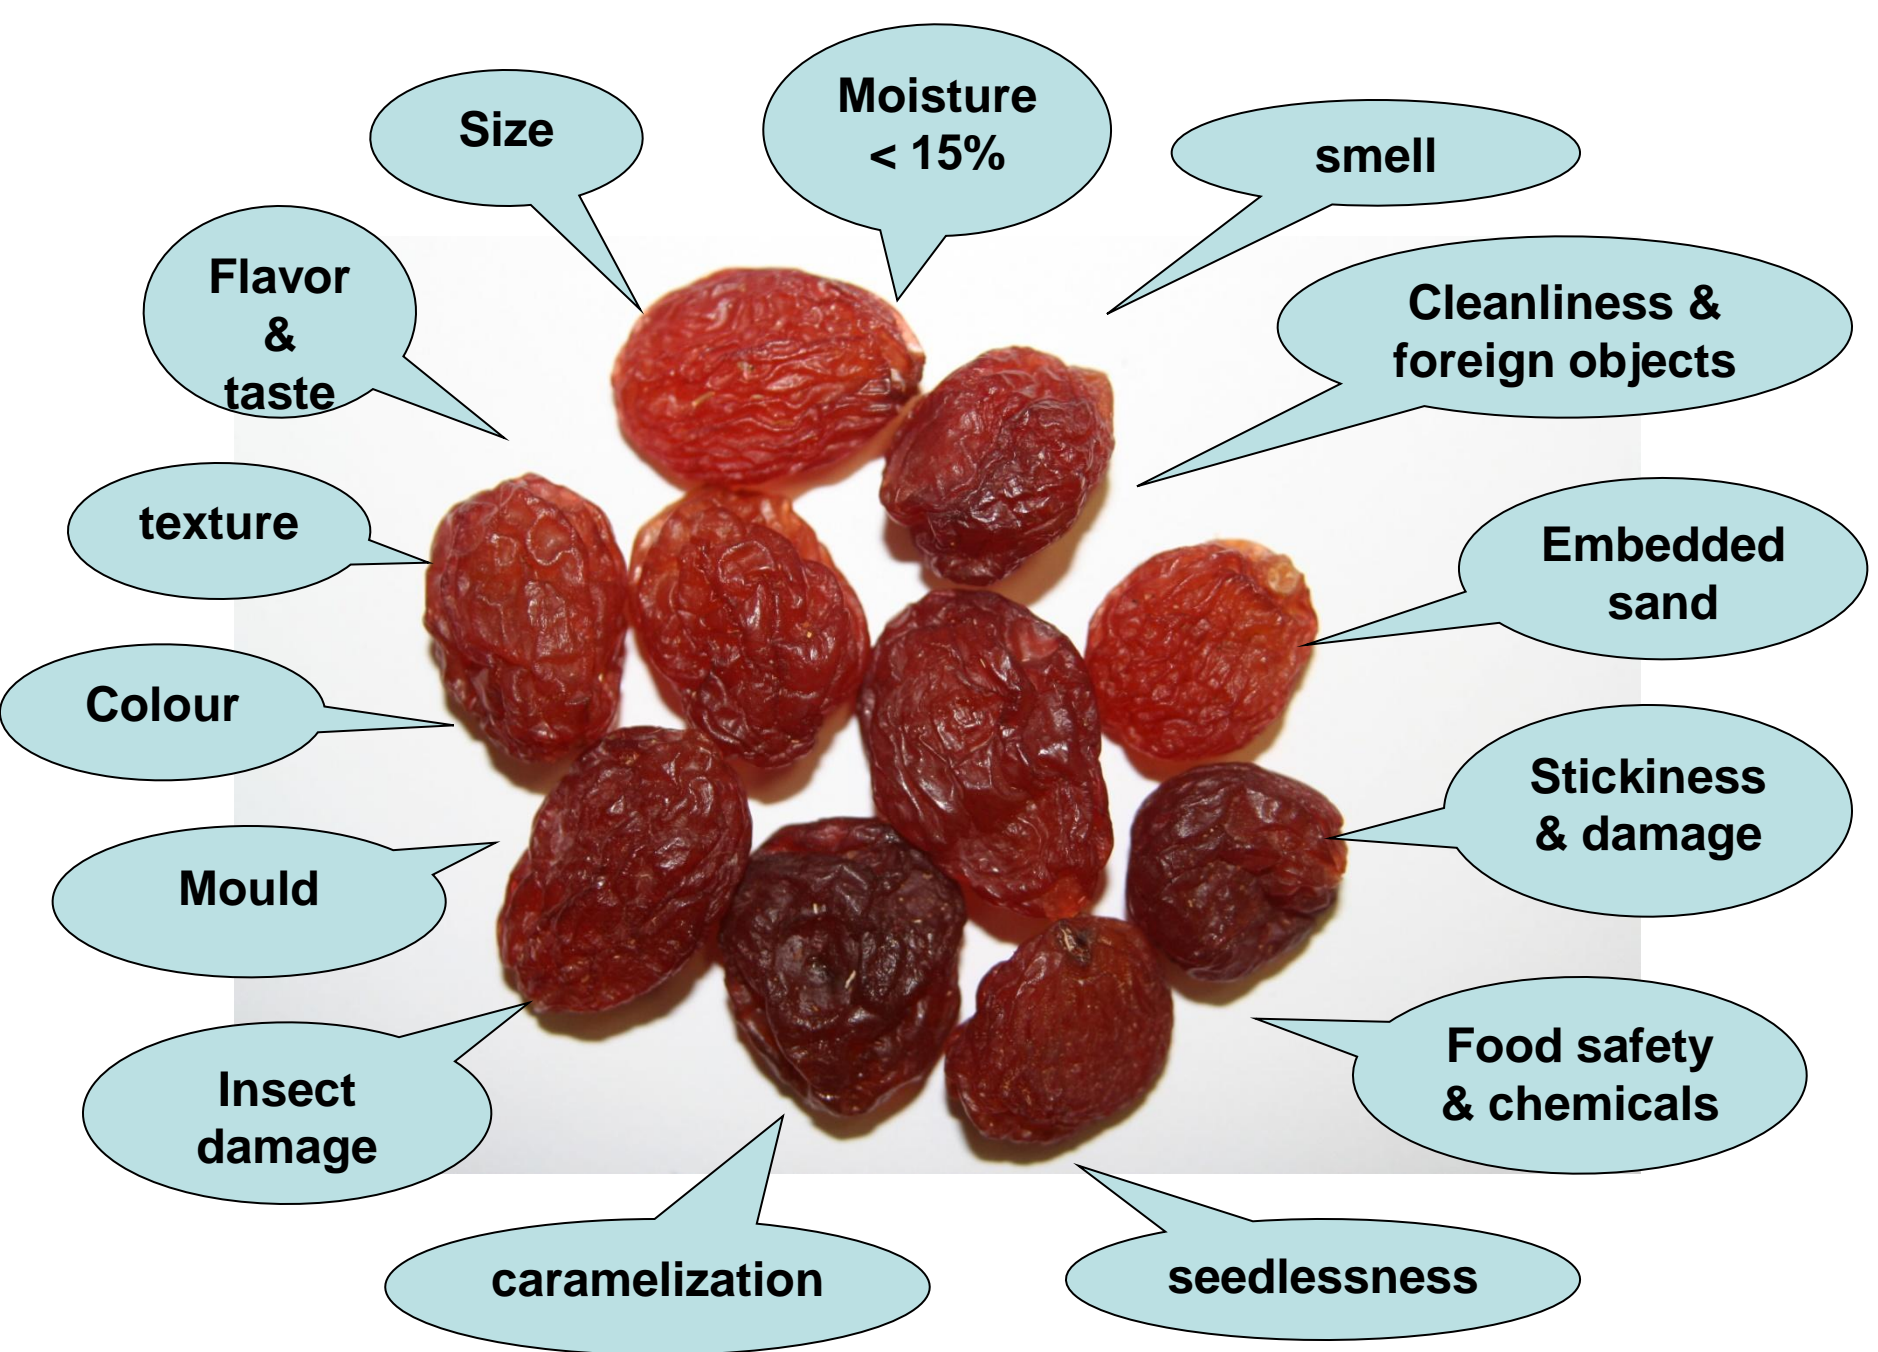 Size
Moisture
< 15%
smell
Flavor
&
taste
Cleanliness &
foreign objects
texture
Embedded
sand
Colour
Stickiness
& damage
Mould
Food safety
& chemicals
Insect
damage
caramelization
seedlessness